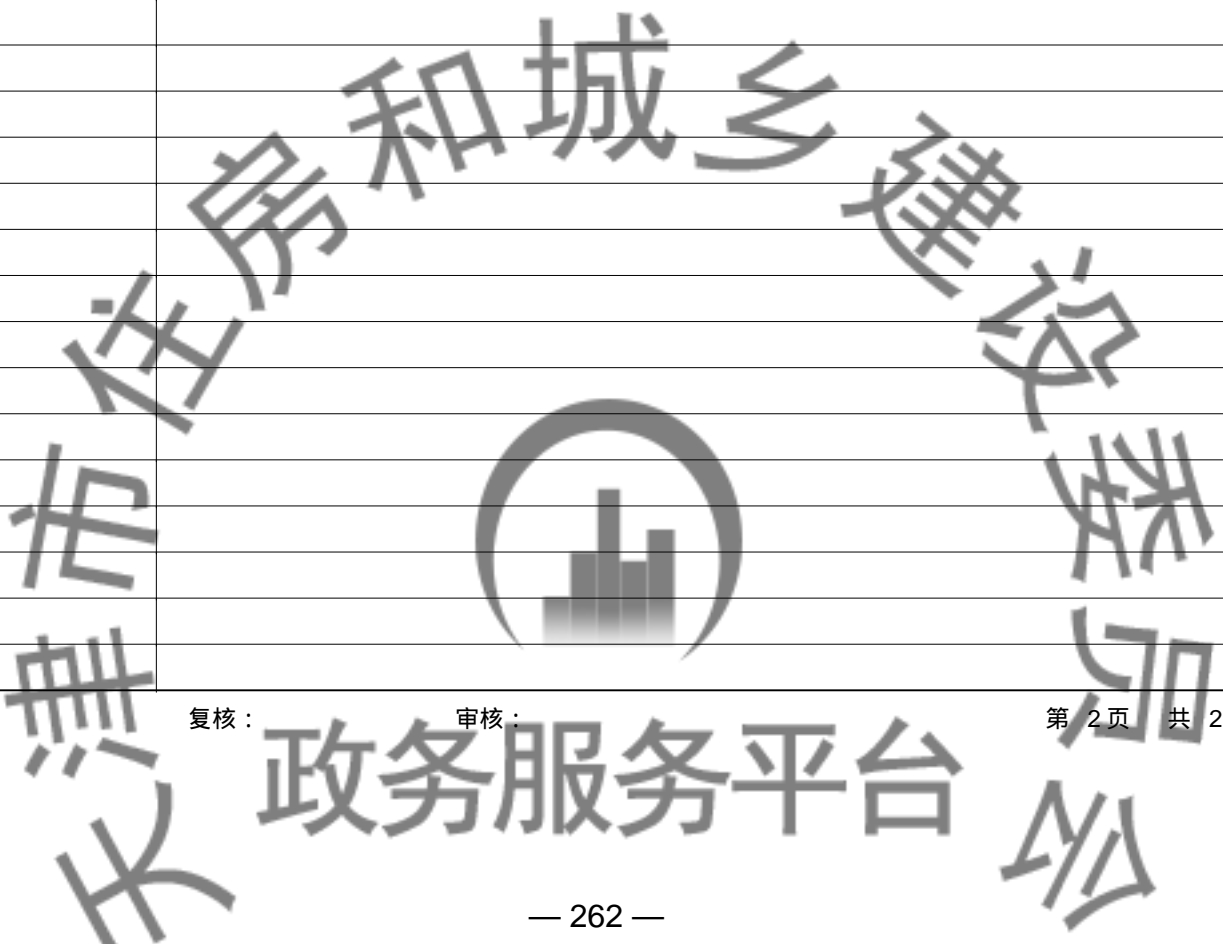 天津市住房和城乡建设委员会
复核： 审核： 第 2页 共 2
政务服务平台
— 262 —